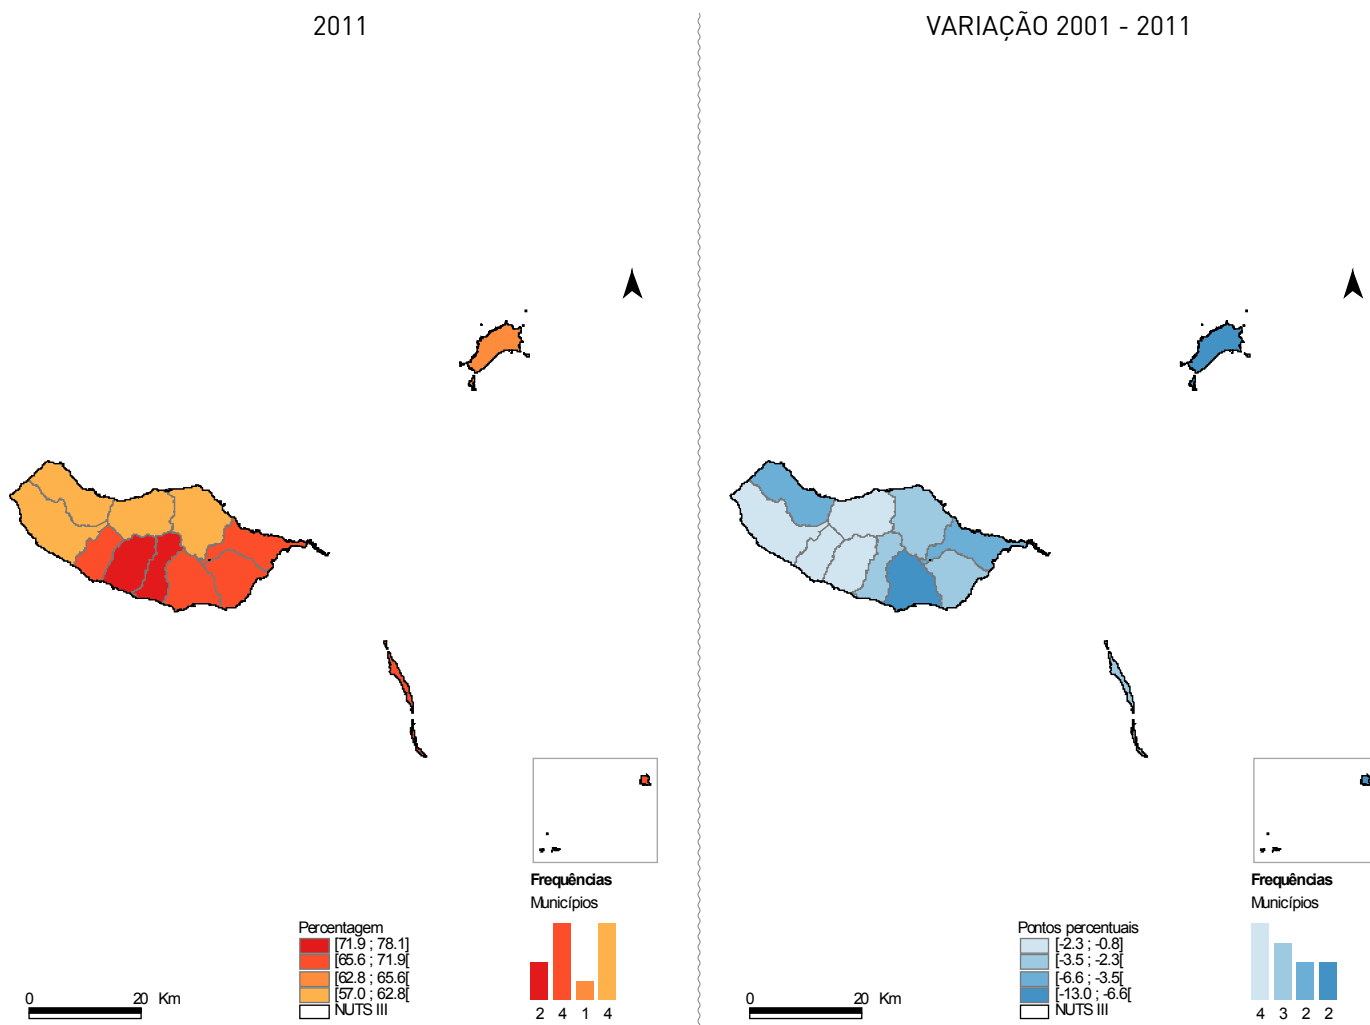 2011
Frequências
Municípios
Percentagem
[71.9 ; 78.1]
[65.6 ; 71.9[
[62.8 ; 65.6[
[57.0 ; 62.8[
NUTS III
0 20 Km
2 4 1 4
VARIAÇÃO 2001 - 2011
Frequências
Municípios
Pontos percentuais
[-2.3 ; -0.8]
[-3.5 ; -2.3[
[-6.6 ; -3.5[
[-13.0 ; -6.6[
NUTS III
0 20 Km
4 3 2 2